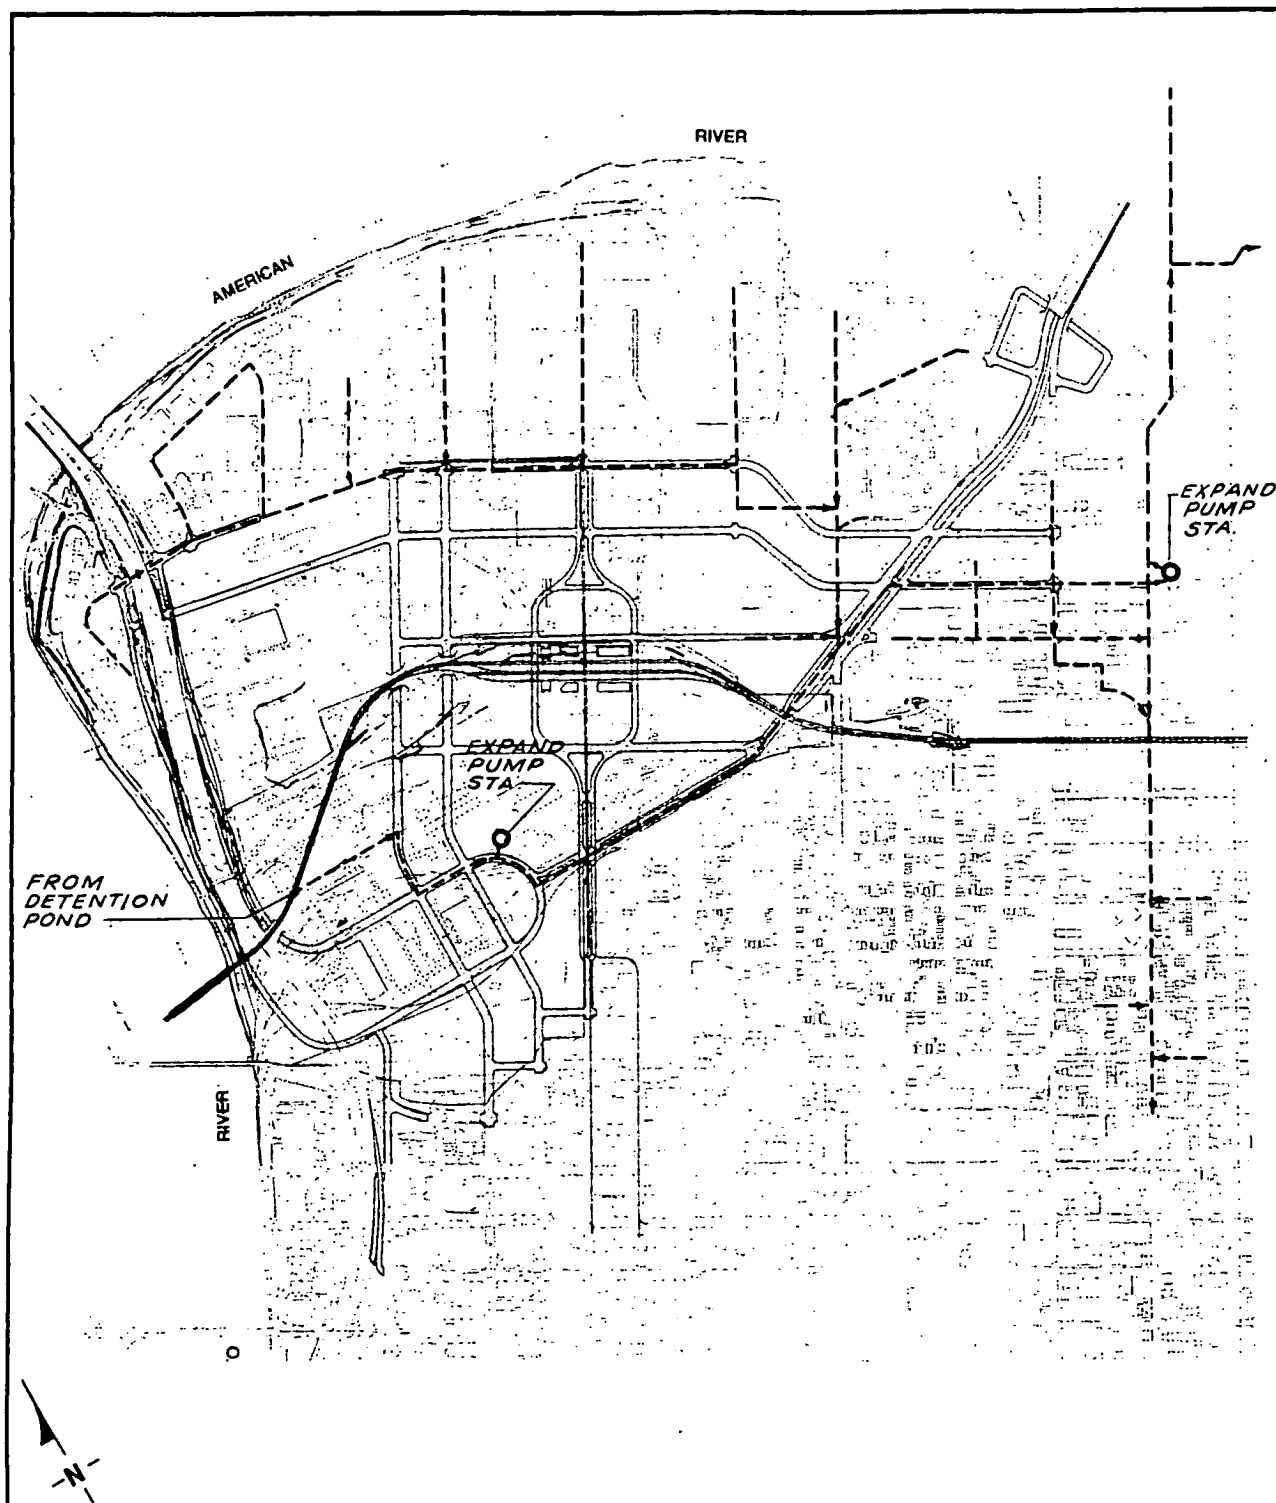 RIVER
AMERICAN
EXPAND
PUMP
STA.
EXPAND
PUMP
STA.
FROM
DETENTION
POND
RIVER
N